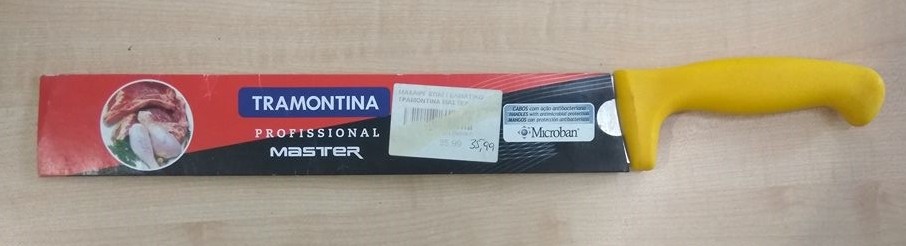 TRAMONTINA
PROFISSIONAL
MASTER
TRAMONTINA MASTER
35,99
CABOS com ação antibacteriana
HANDLES with antimicrobial protection
MANGOS con protección antibacteriana
Microban